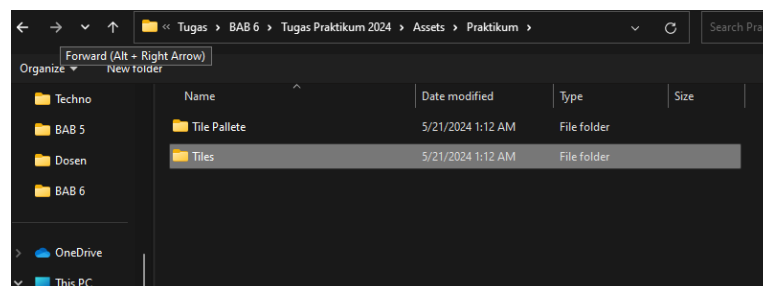 « Tugas > BAB 6 > Tugas Praktikum 2024 > Assets > Praktikum >
Search Pra
Forward (Alt + Right Arrow)
Organize New folder
Name Date modified Type Size
Techno
Tile Pallete 5/21/2024 1:12 AM File folder
BAB 5
Tiles 5/21/2024 1:12 AM File folder
Dosen
BAB 6
OneDrive
This PC